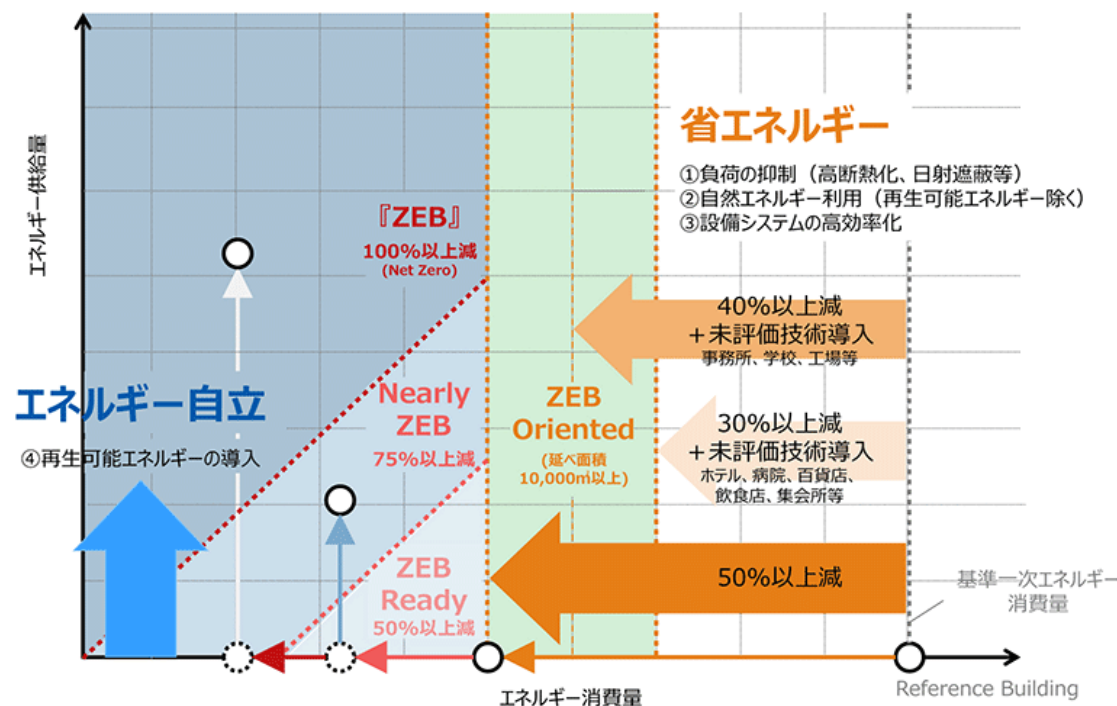 エネルギー供給量
省エネルギー
①負荷の抑制（高断熱化、日射遮蔽等）
②自然エネルギー利用（再生可能エネルギー除く）
③設備システムの高効率化
『ZEB』
100%以上減
(Net Zero)
40%以上減
＋未評価技術導入
事務所、学校、工場等
エネルギー自立
④再生可能エネルギーの導入
Nearly
ZEB
75%以上減
ZEB
Oriented
(延べ面積
10,000㎡以上)
30%以上減
＋未評価技術導入
ホテル、病院、百貨店、
飲食店、集会所等
ZEB
Ready
50%以上減
50%以上減
基準一次エネルギー
消費量
エネルギー消費量
Reference Building